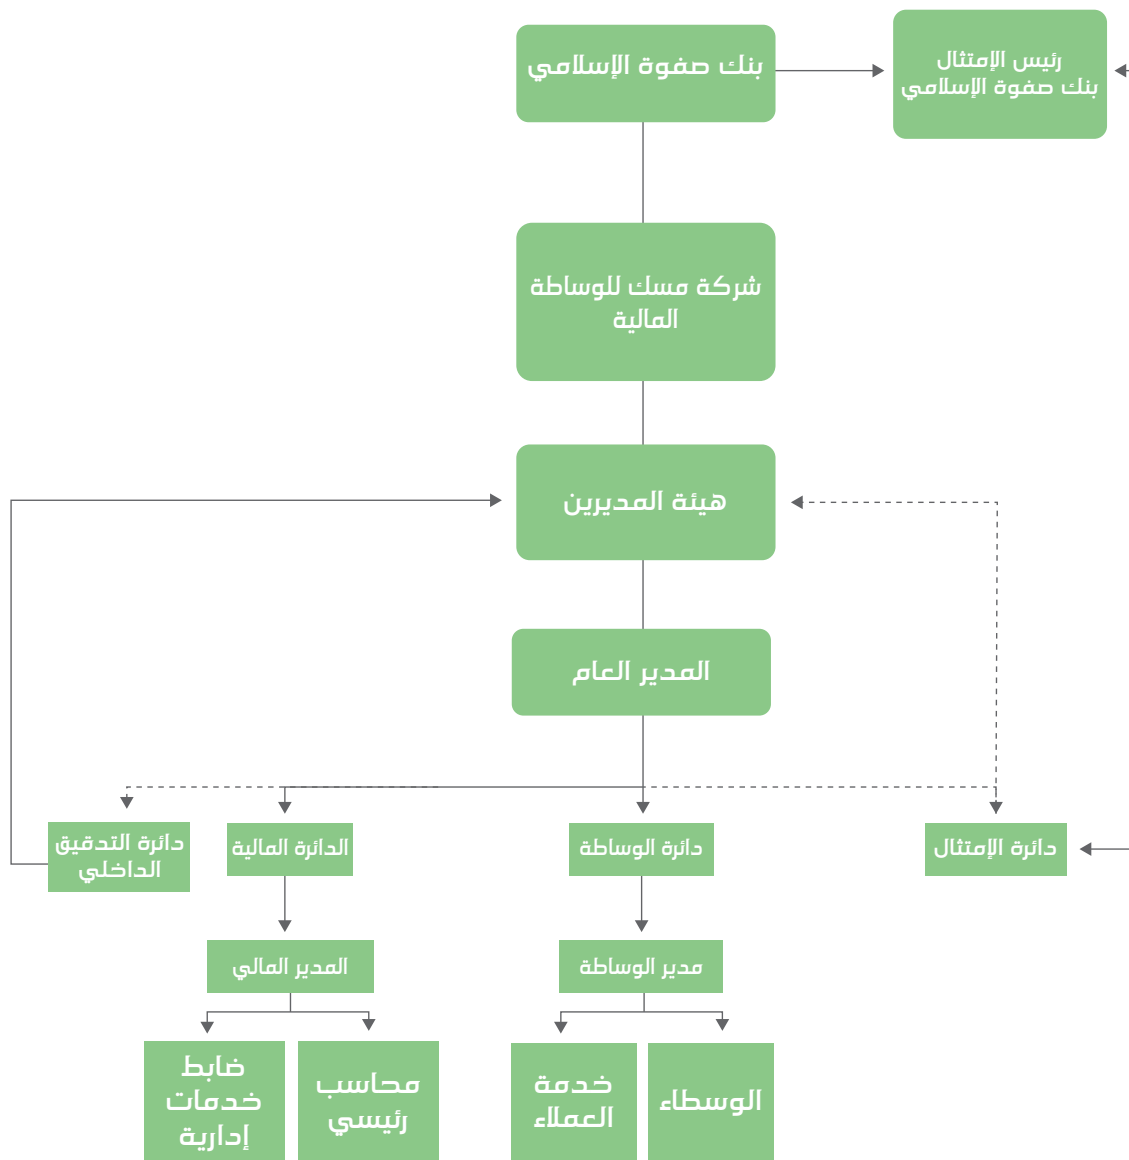 بنك صفوة الإسلامي
رئيس الإمتثال
بنك صفوة الإسلامي
شركة مسك للوساطة
المالية
هيئة المديرين
المدير العام
دائرة الإمتثال
دائرة الوساطة
الدائرة المالية
دائرة التدقيق
الداخلي
مدير الوساطة
المدير المالي
الوسطاء
خدمة
العملاء
محاسب
رئيسي
ضابط
خدمات
إدارية